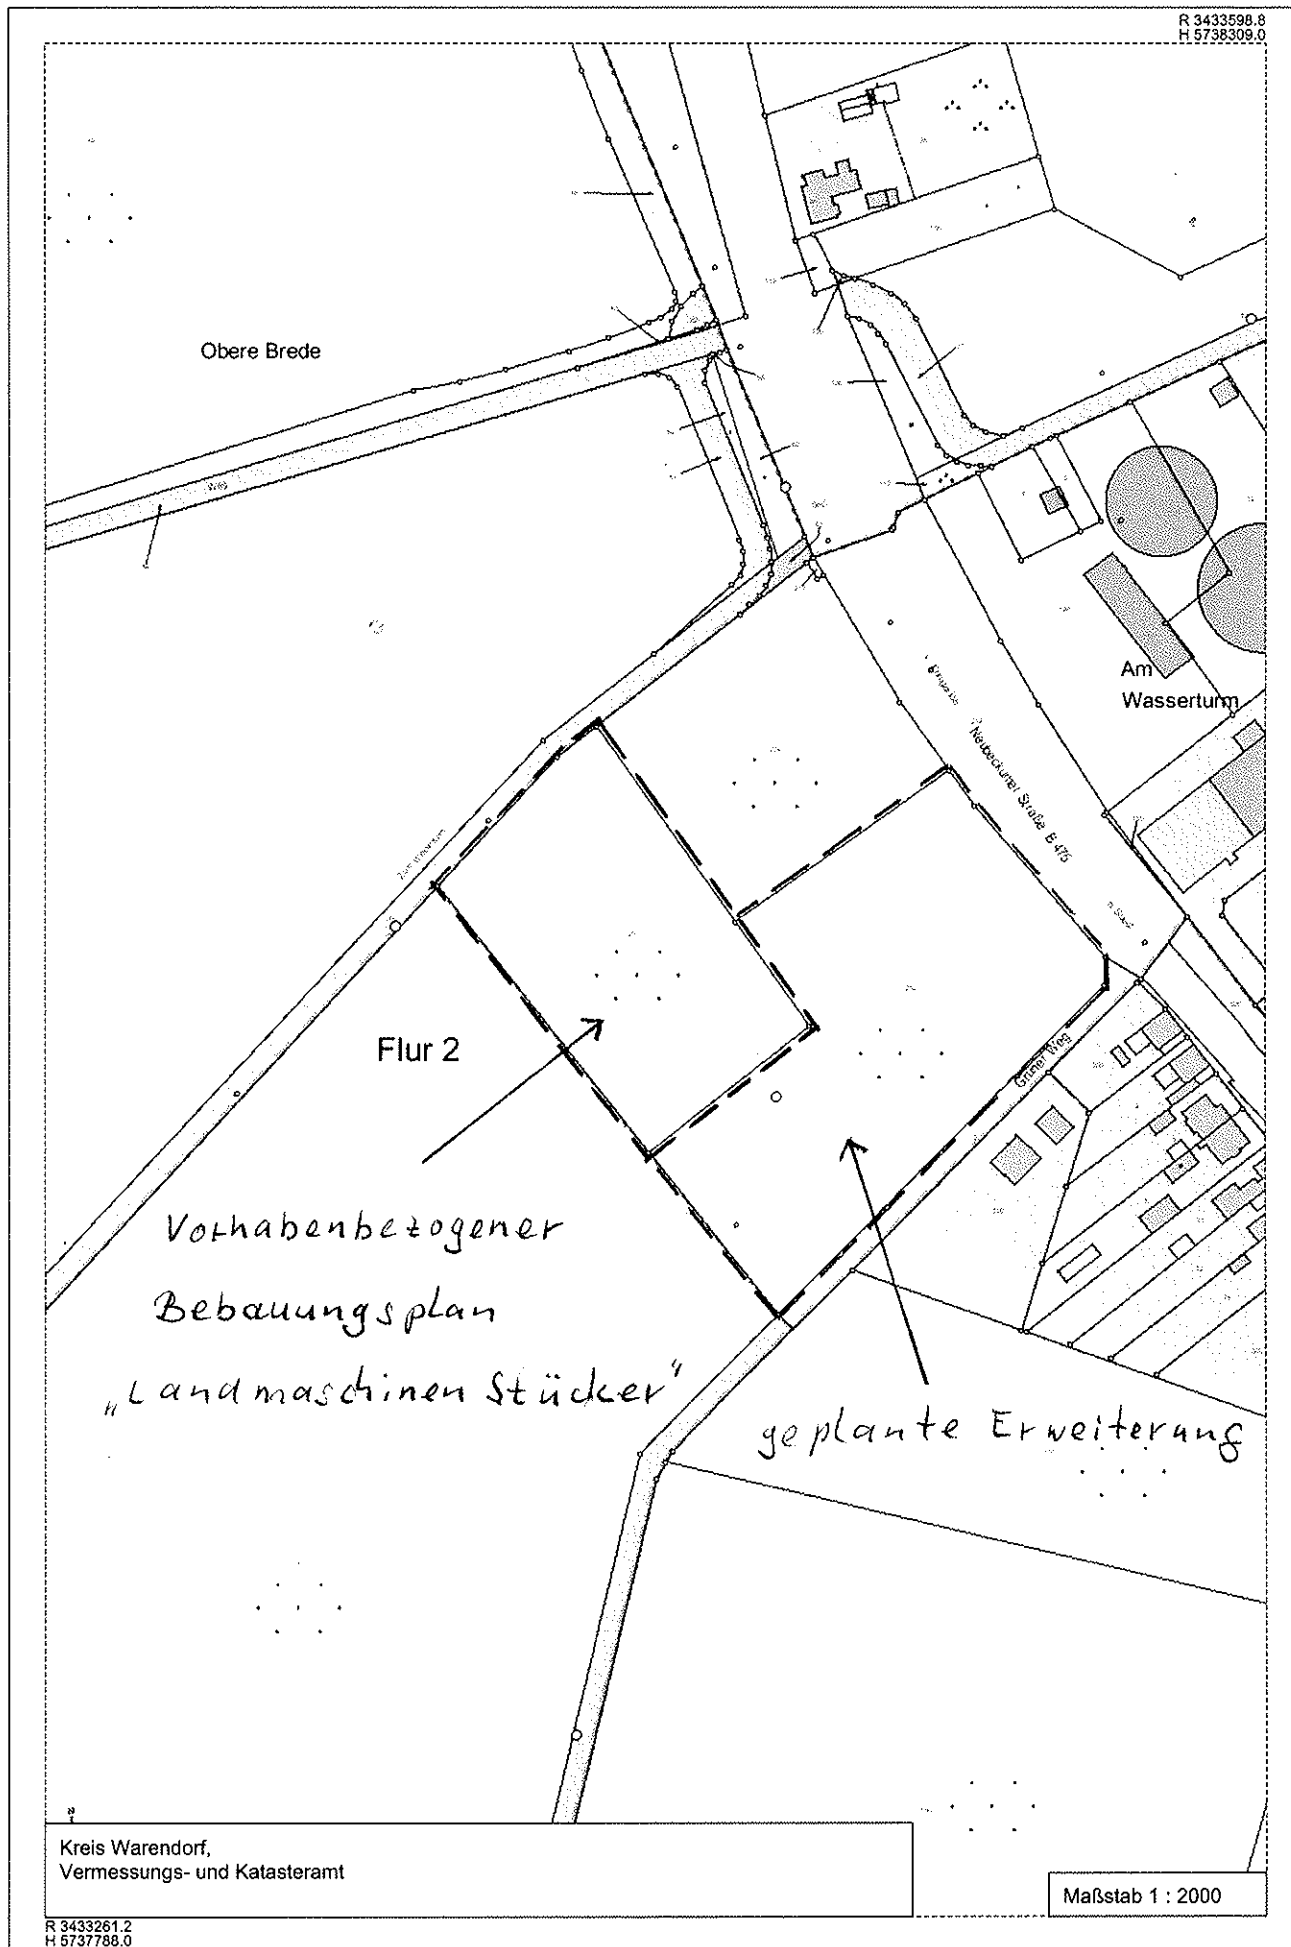 R 3433598.8
H 5738309.0
Obere Brede
Weg
Am
Wasserturm
Neubeckumer Straße B 475
Flur 2
Grüner Weg
Vorhabenbezogener
Bebauungsplan
„Landmaschinen Stücker“
geplante Erweiterung
N
Kreis Warendorf,
Vermessungs- und Katasteramt
Maßstab 1 : 2000
R 3433261.2
H 5737788.0